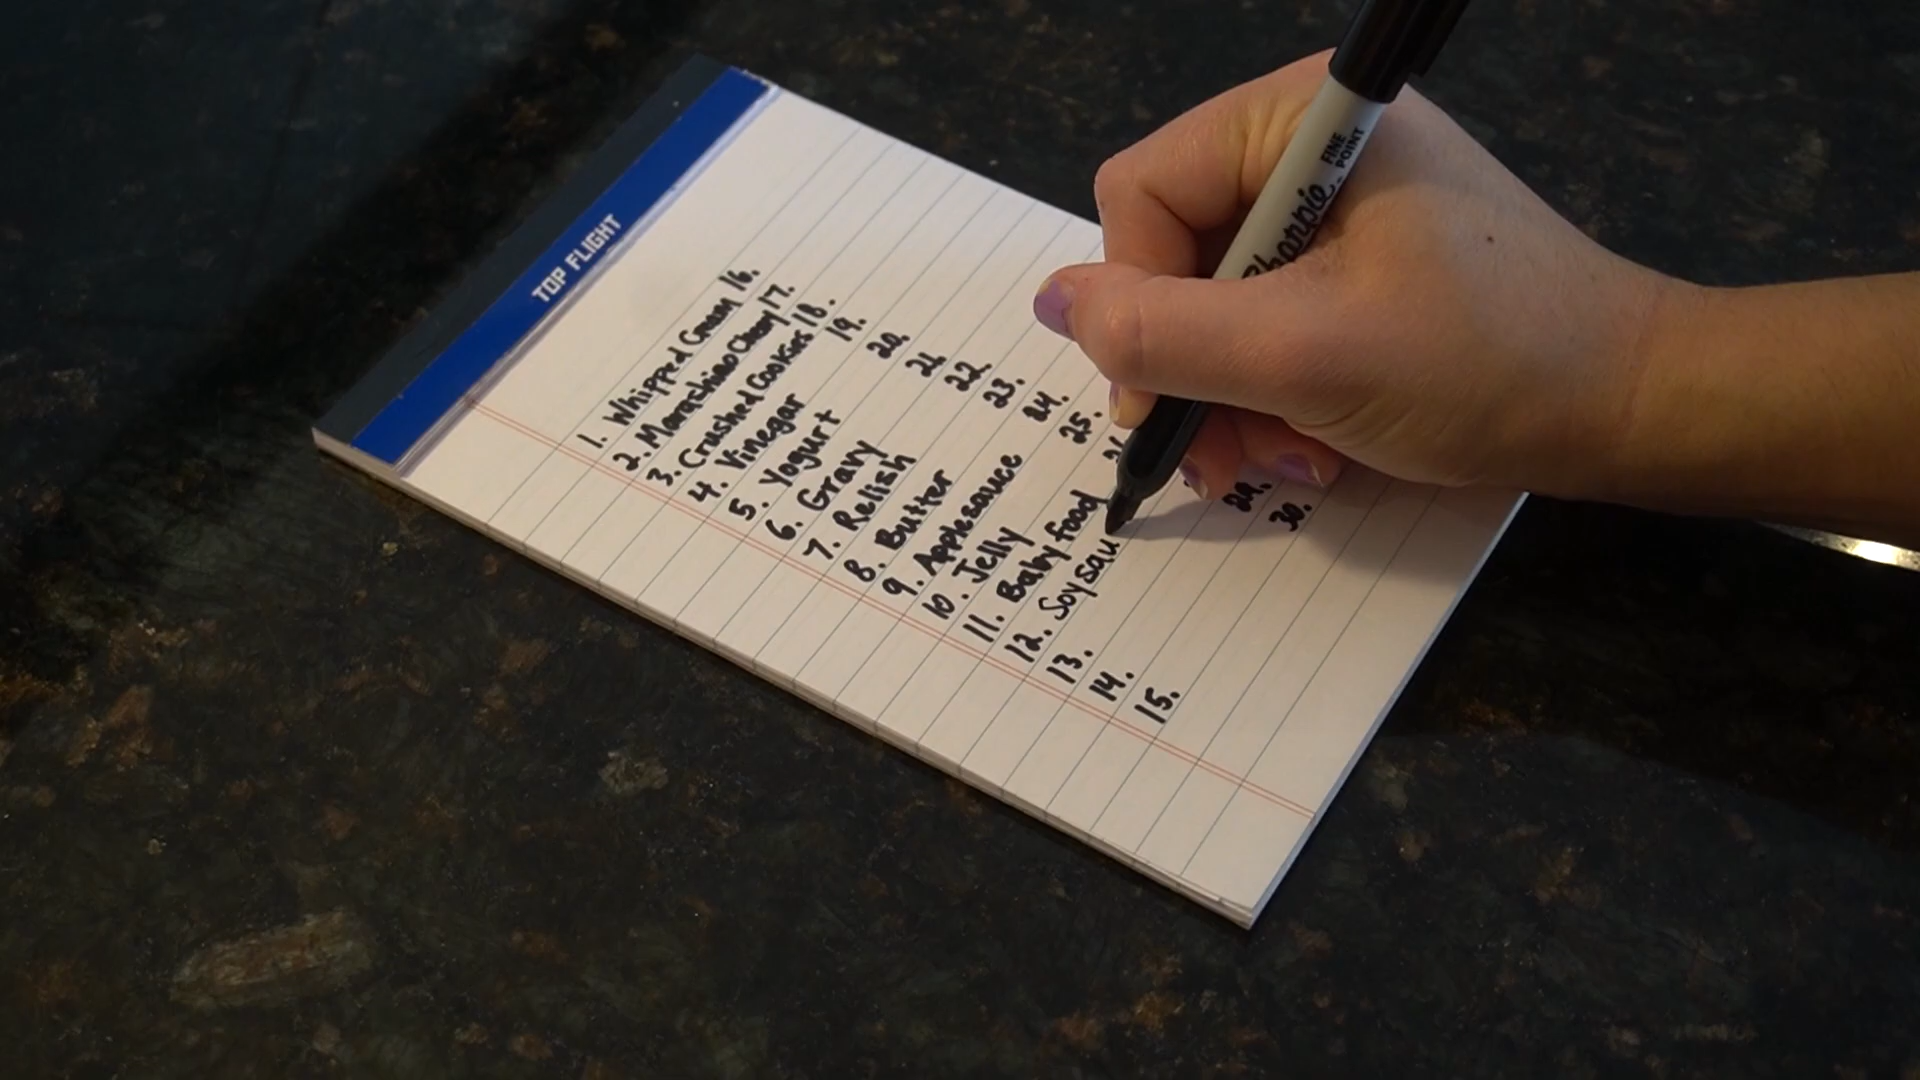 TOP FLIGHT
1. Whipped Cream 16.
2. Maraschino Cherry 17.
3. Crushed Cookies 18.
4. Vinegar 19.
5. Yogurt 20.
6. Gravy 21.
7. Relish 22.
8. Butter 23.
9. Applesauce 24.
10. Jelly 25.
11. Baby food
12. Soy sau
13.
14. 29.
15. 30.
Sharpie
FINE
POINT